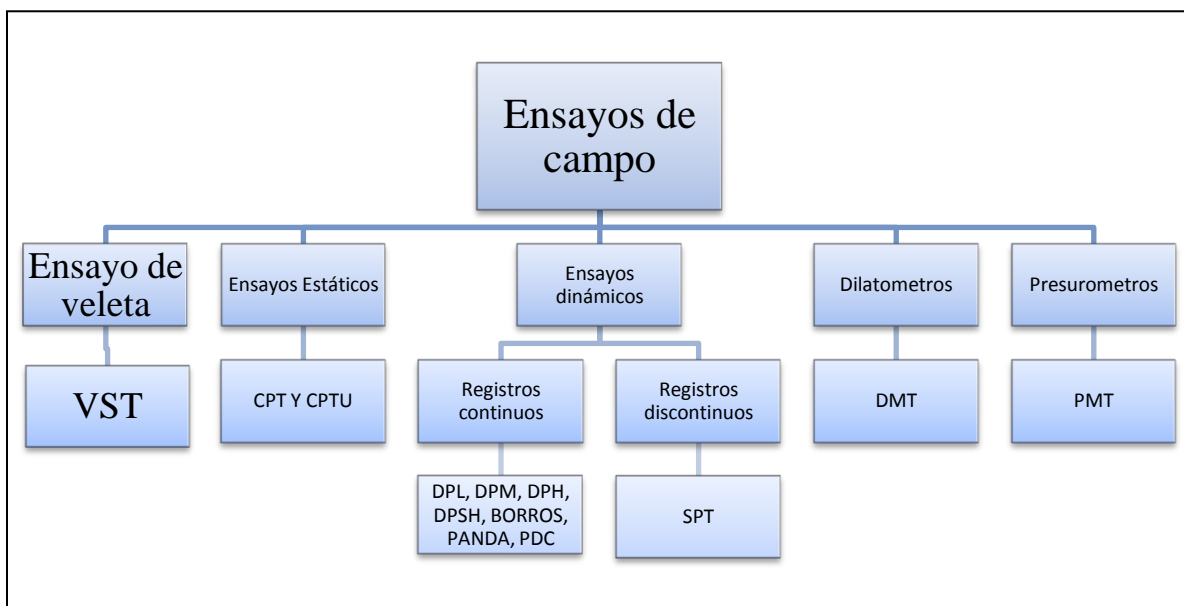 Ensayos de
campo
Ensayo de
veleta
Ensayos Estáticos
Ensayos
dinámicos
Dilatometros
Presurometros
VST
CPT Y CPTU
Registros
continuos
Registros
discontinuos
DMT
PMT
DPL, DPM, DPH,
DPSH, BORROS,
PANDA, PDC
SPT